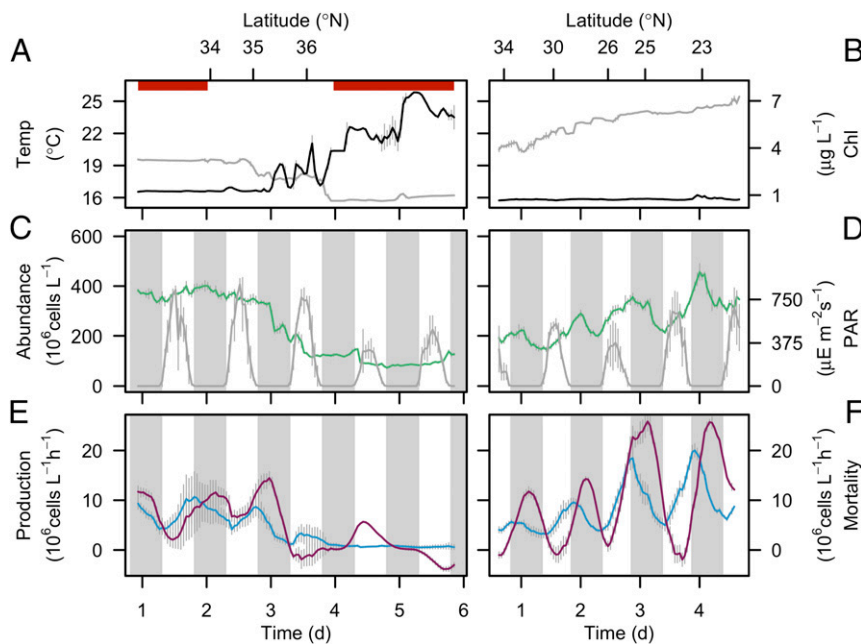 Latitude (°N)
34 35 36
Latitude (°N)
34 30 26 25 23
A
B
Temp
(°C)
25
22
19
16
7
4
1
Chl
(µg L⁻¹)
C
D
Abundance
(10⁶cells L⁻¹)
600
400
200
0
750
375
0
PAR
(µE m⁻²s⁻¹)
E
F
Production
(10⁶cells L⁻¹h⁻¹)
20
10
0
20
10
0
Mortality
(10⁶cells L⁻¹h⁻¹)
1 2 3 4 5 6
Time (d)
1 2 3 4
Time (d)